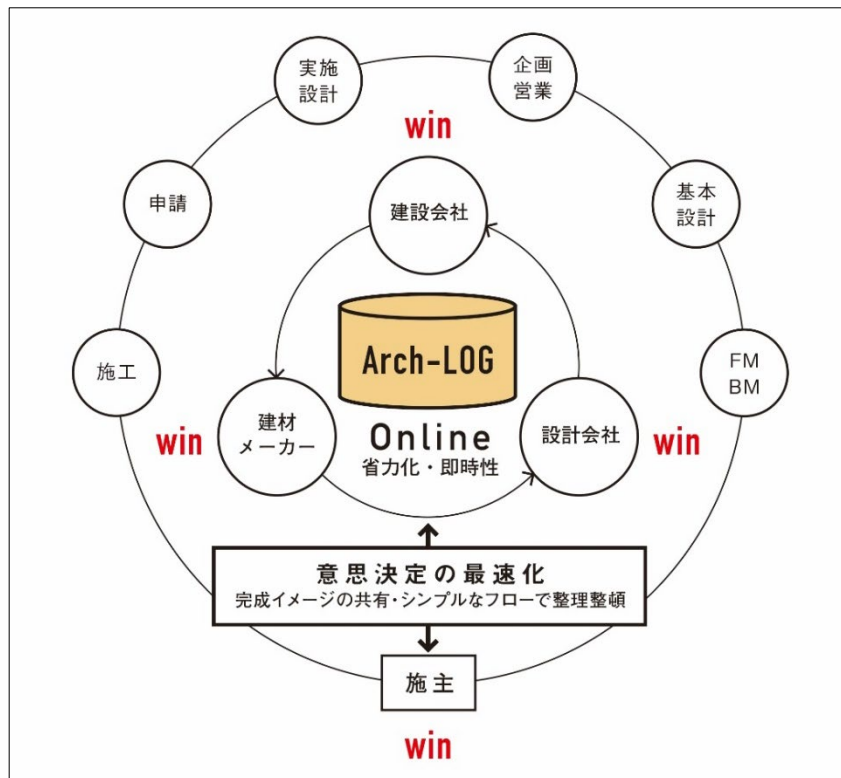 実施
設計
企画
営業
win
申請
建設会社
基本
設計
Arch-LOG
施工
FM
BM
建材
メーカー
win
Online
省力化・即時性
設計会社
win
意思決定の最速化
完成イメージの共有・シンプルなフローで整理整頓
施主
win